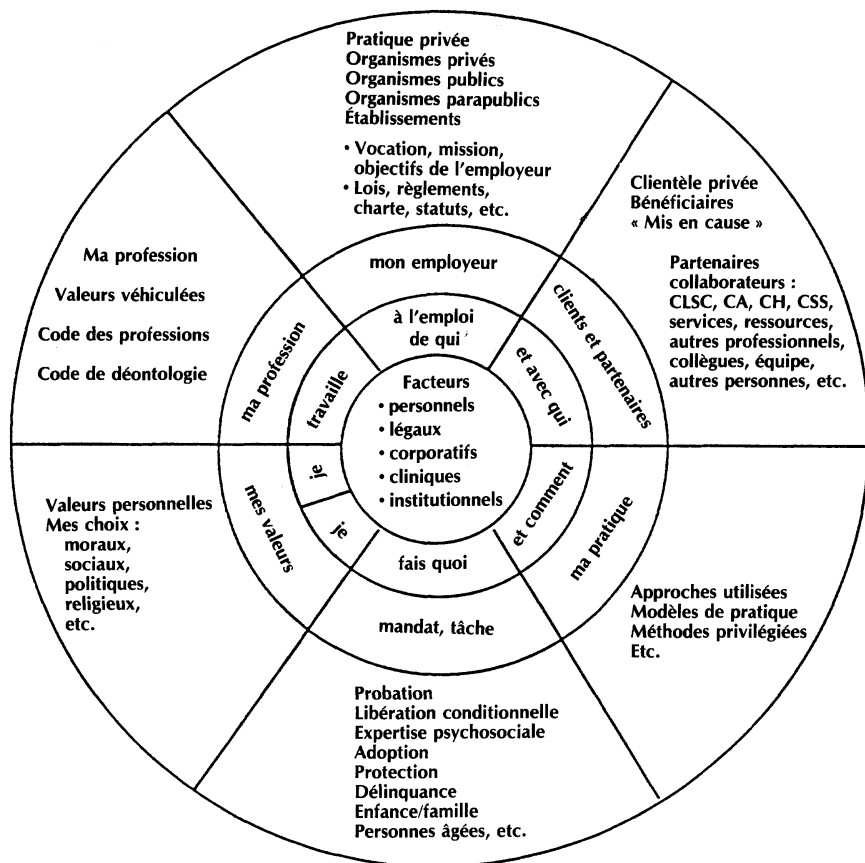 Pratique privée
Organismes privés
Organismes publics
Organismes parapublics
Établissements
• Vocation, mission,
objectifs de l'employeur
• Lois, règlements,
charte, statuts, etc.
Clientèle privée
Bénéficiaires
« Mis en cause »
Partenaires
collaborateurs :
CLSC, CA, CH, CSS,
services, ressources,
autres professionnels,
collègues, équipe,
autres personnes, etc.
Ma profession
Valeurs véhiculées
Code des professions
Code de déontologie
mon employeur
clients et partenaires
ma profession
à l'emploi
de qui
et avec qui
travaille
je
Facteurs
• personnels
• légaux
• corporatifs
• cliniques
• institutionnels
Valeurs personnelles
Mes choix :
moraux,
sociaux,
politiques,
religieux,
etc.
mes valeurs
je
fais quoi
et comment
ma pratique
mandat, tâche
Approches utilisées
Modèles de pratique
Méthodes privilégiées
Etc.
Probation
Libération conditionnelle
Expertise psychosociale
Adoption
Protection
Délinquance
Enfance/famille
Personnes âgées, etc.